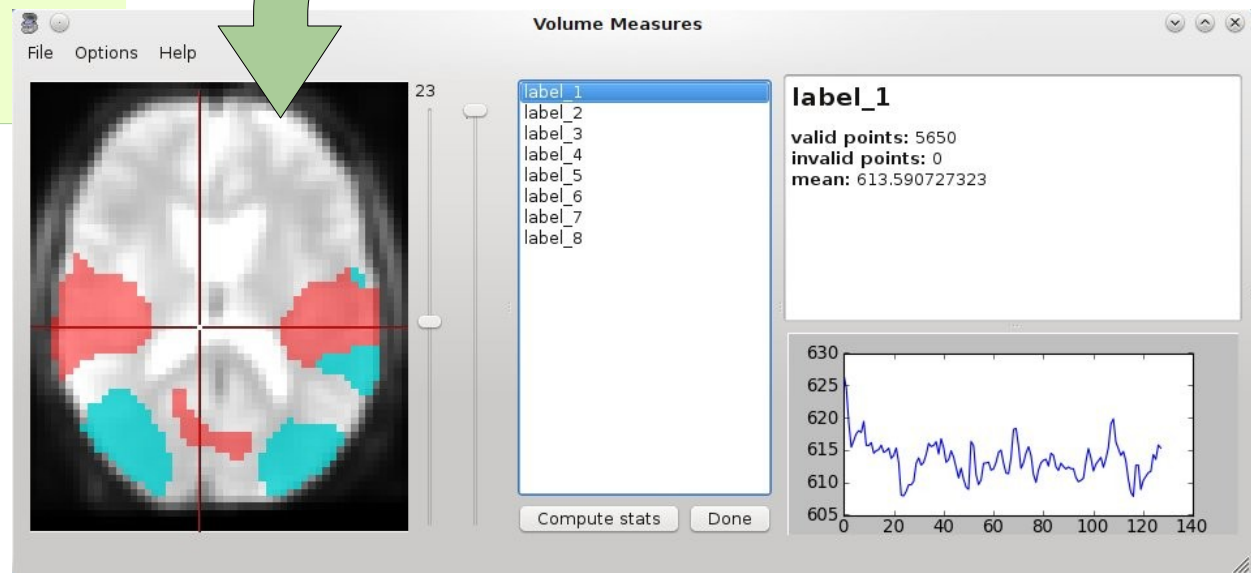 Volume Measures
File Options Help
23
label_1
label_2
label_3
label_4
label_5
label_6
label_7
label_8
Compute stats Done
label_1
valid points: 5650
invalid points: 0
mean: 613.590727323
630
625
620
615
610
605
0 20 40 60 80 100 120 140